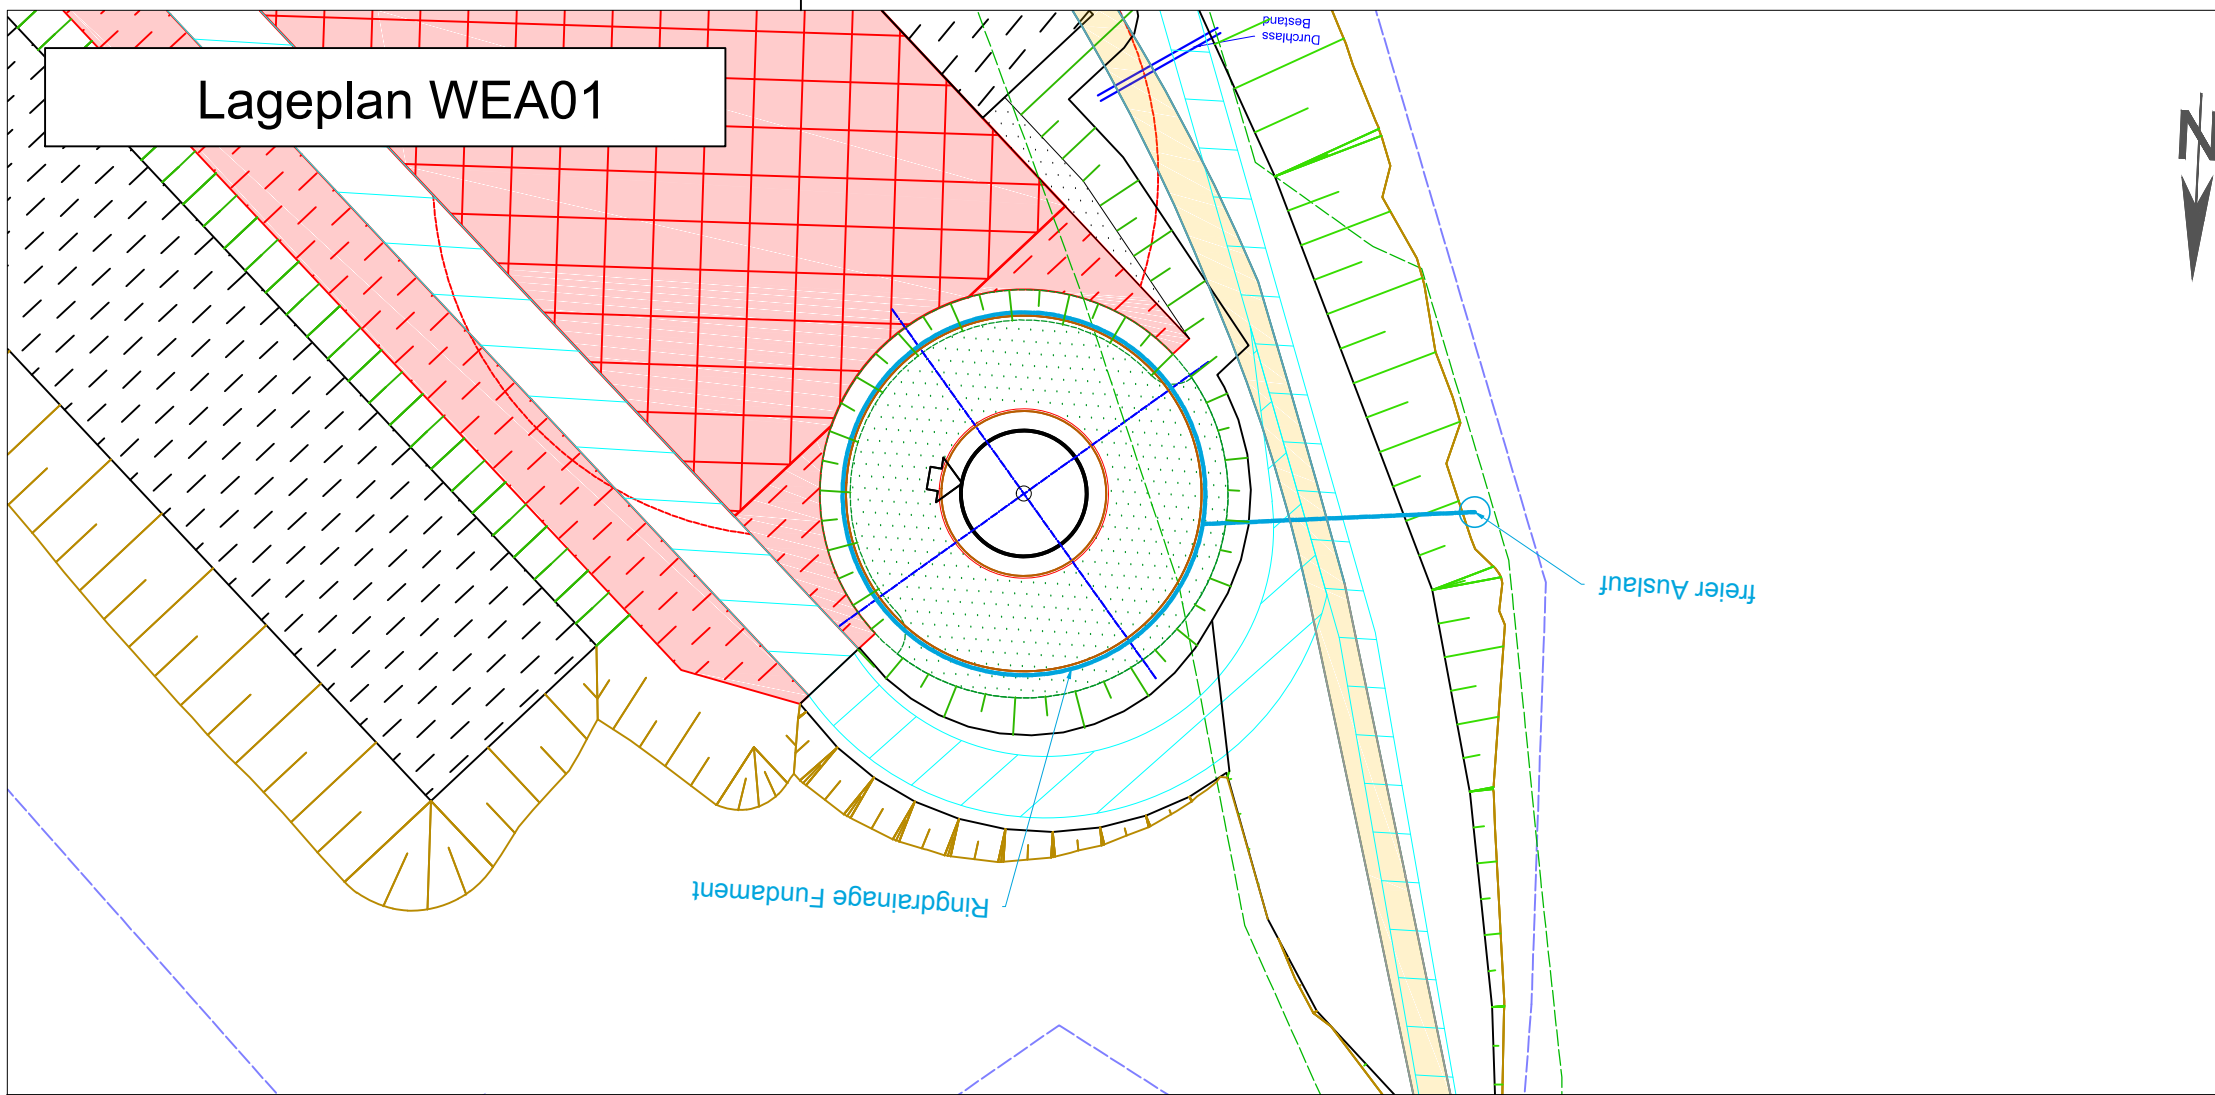 Lageplan WEA01
Durchlass
Bestand
N
freier Auslauf
Ringdrainage Fundament